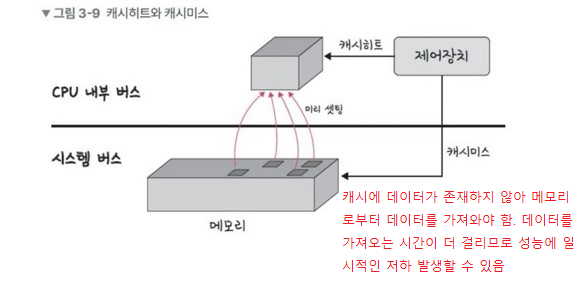 ▼ 그림 3-9 캐시히트와 캐시미스
캐시히트
제어장치
CPU 내부 버스
미리 셋팅
시스템 버스
캐시미스
메모리
캐시에 데이터가 존재하지 않아 메모리
로부터 데이터를 가져와야 함. 데이터를
가져오는 시간이 더 걸리므로 성능에 일
시적인 저하 발생할 수 있음